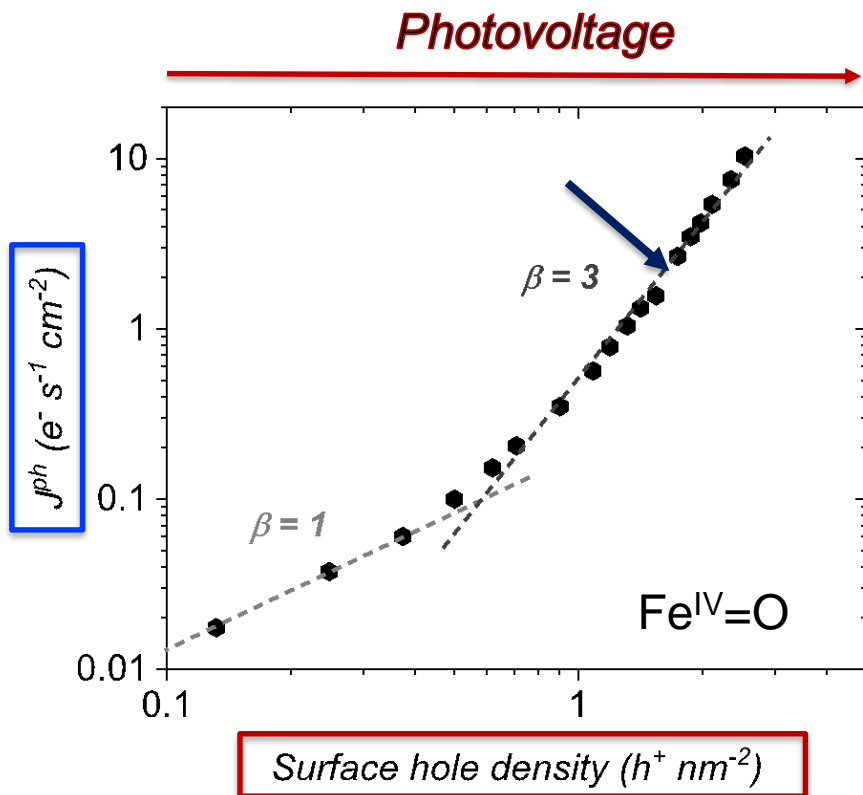 Photovoltage
10
1
0.1
0.01
J^ph (e^- s^-1 cm^-2)
β = 3
β = 1
Fe^IV=O
0.1
1
Surface hole density (h^+ nm^-2)